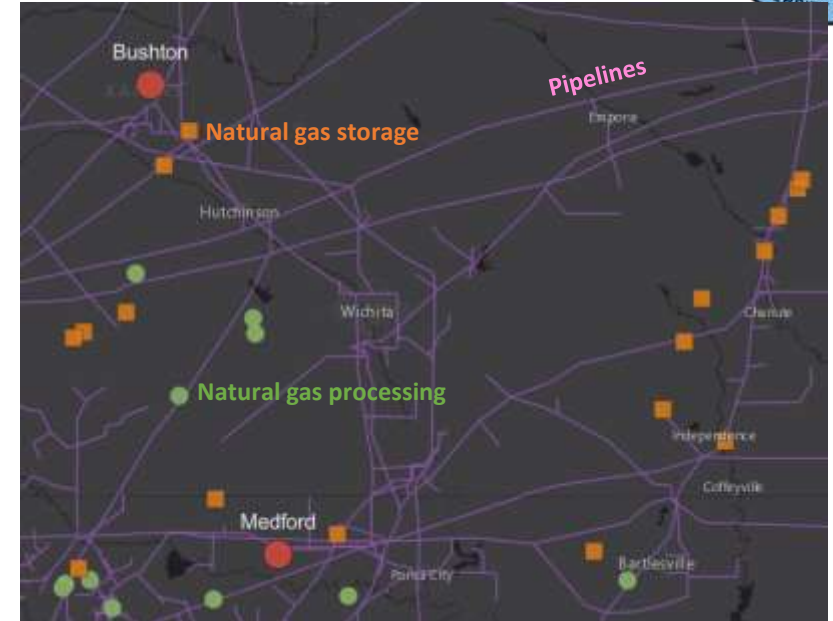 Bushton
Pipelines
Emporia
Natural gas storage
Hutchinson
Wichita
Chanute
Natural gas processing
Independence
Coffeyville
Medford
Bartlesville
Ponca City